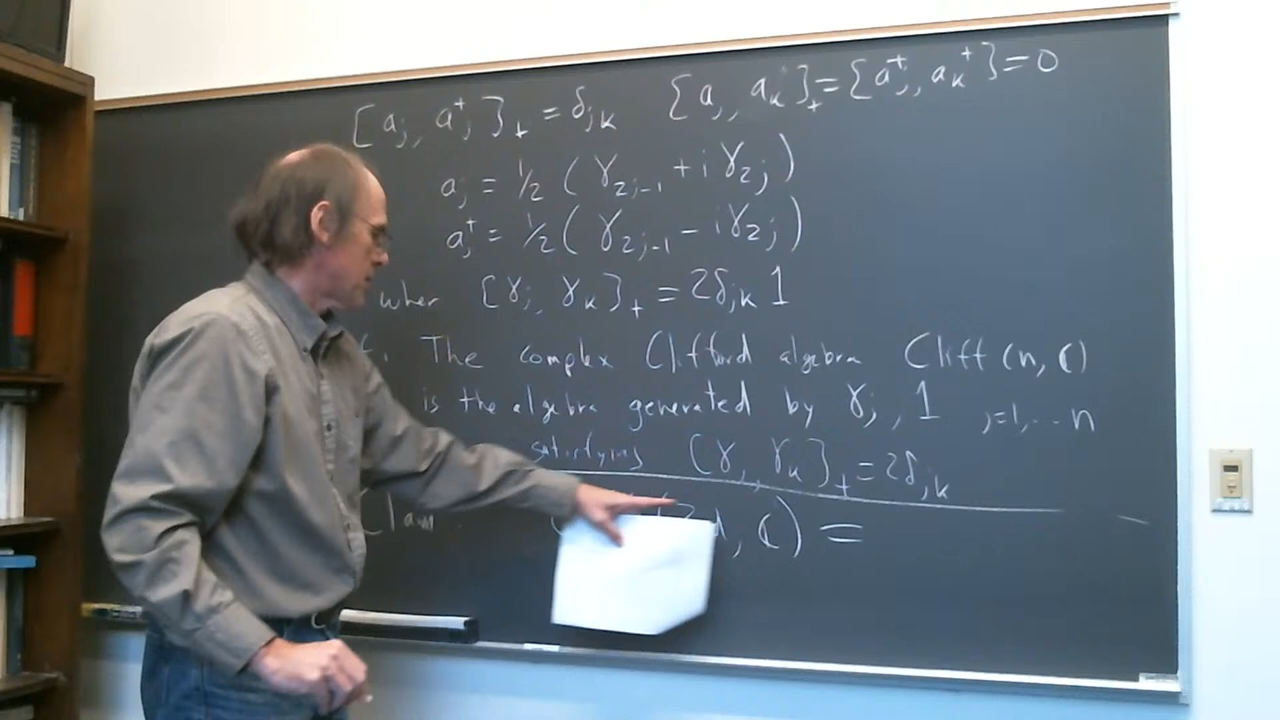 [a_j, a_j^+}_+ = δ_jk   {a_j, a_k}_+ = {a_j^+, a_k^+} = 0
a_j = 1/2 (γ_2j-1 + i γ_2j)
a_j^+ = 1/2 (γ_2j-1 - i γ_2j)
wher [γ_j, γ_k}_+ = 2δ_jk 1
f. The complex Clifford algebra Cliff (n, C)
is the algebra generated by γ_j, 1 j=1,...n
satisfying [γ_j, γ_k}_+ = 2δ_jk
Claim , C) =